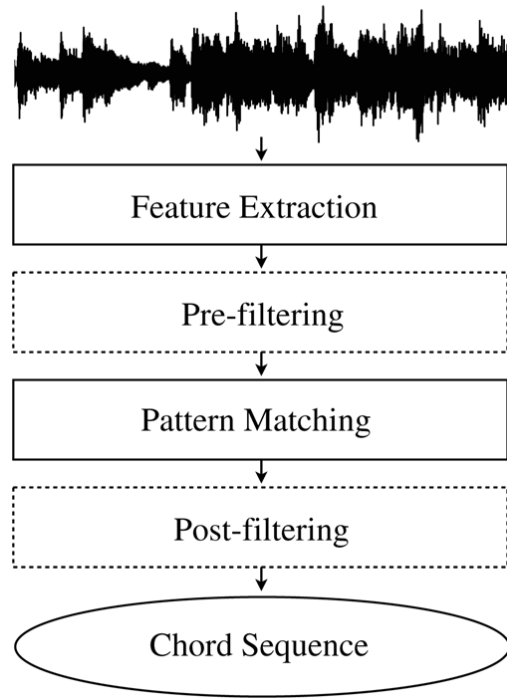 Feature Extraction
Pre-filtering
Pattern Matching
Post-filtering
Chord Sequence